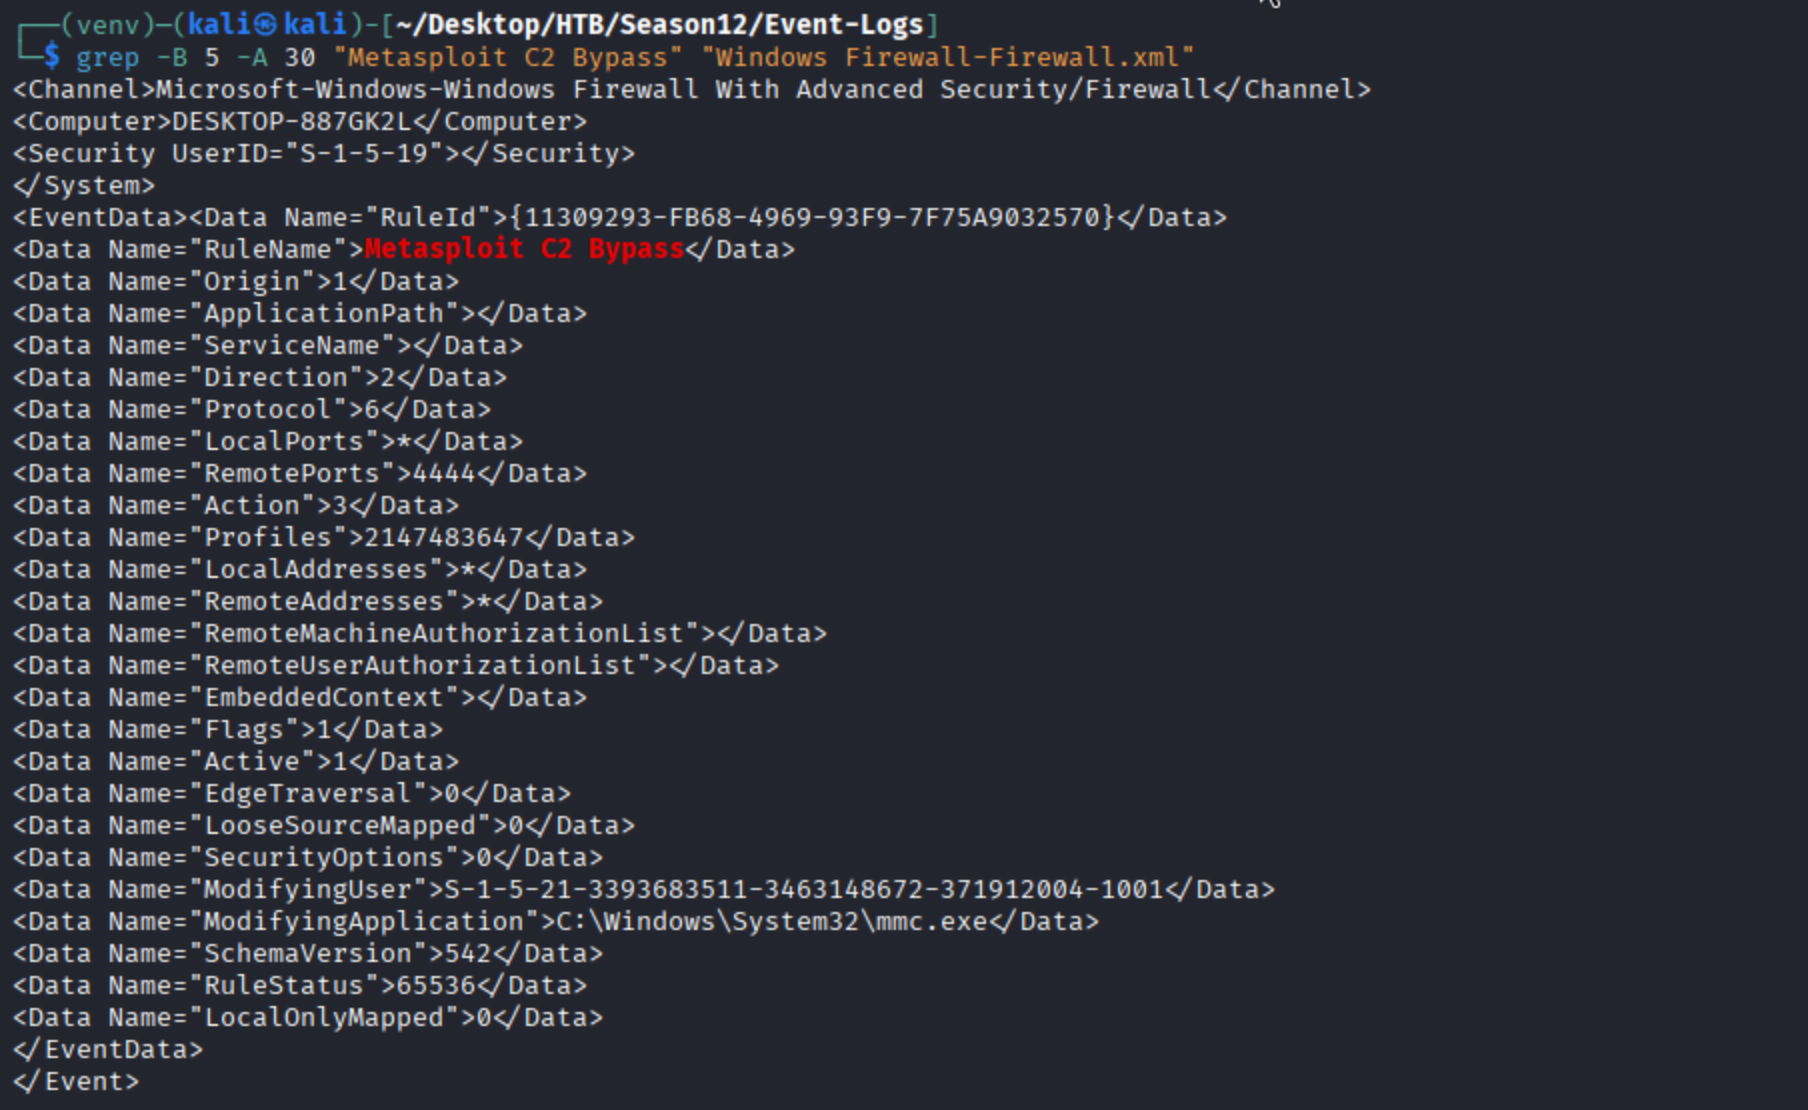 ┌──(venv)─(kali㉿kali)-[~/Desktop/HTB/Season12/Event-Logs]
└─$ grep -B 5 -A 30 "Metasploit C2 Bypass" "Windows Firewall-Firewall.xml"
<Channel>Microsoft-Windows-Windows Firewall With Advanced Security/Firewall</Channel>
<Computer>DESKTOP-887GK2L</Computer>
<Security UserID="S-1-5-19"></Security>
</System>
<EventData><Data Name="RuleId">{11309293-FB68-4969-93F9-7F75A9032570}</Data>
<Data Name="RuleName">Metasploit C2 Bypass</Data>
<Data Name="Origin">1</Data>
<Data Name="ApplicationPath"></Data>
<Data Name="ServiceName"></Data>
<Data Name="Direction">2</Data>
<Data Name="Protocol">6</Data>
<Data Name="LocalPorts">*</Data>
<Data Name="RemotePorts">4444</Data>
<Data Name="Action">3</Data>
<Data Name="Profiles">2147483647</Data>
<Data Name="LocalAddresses">*</Data>
<Data Name="RemoteAddresses">*</Data>
<Data Name="RemoteMachineAuthorizationList"></Data>
<Data Name="RemoteUserAuthorizationList"></Data>
<Data Name="EmbeddedContext"></Data>
<Data Name="Flags">1</Data>
<Data Name="Active">1</Data>
<Data Name="EdgeTraversal">0</Data>
<Data Name="LooseSourceMapped">0</Data>
<Data Name="SecurityOptions">0</Data>
<Data Name="ModifyingUser">S-1-5-21-3393683511-3463148672-371912004-1001</Data>
<Data Name="ModifyingApplication">C:\Windows\System32\mmc.exe</Data>
<Data Name="SchemaVersion">542</Data>
<Data Name="RuleStatus">65536</Data>
<Data Name="LocalOnlyMapped">0</Data>
</EventData>
</Event>